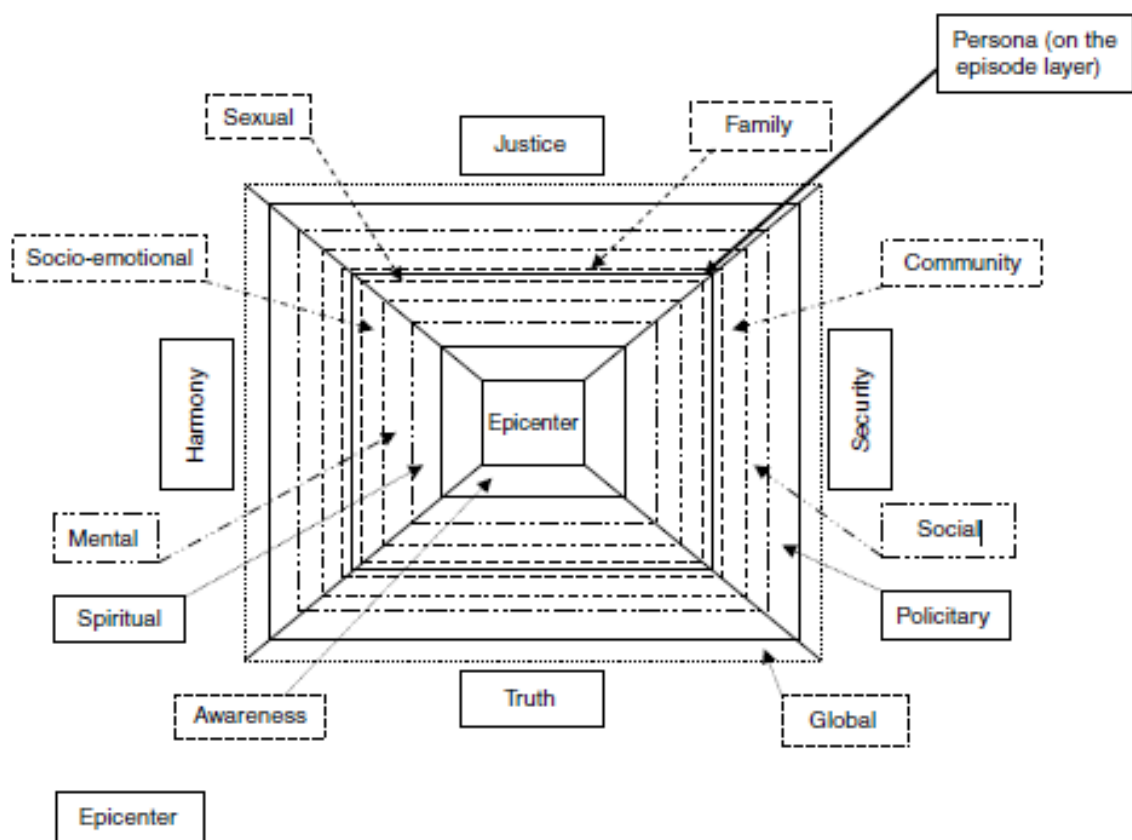 Persona (on the
episode layer)
Sexual
Justice
Family
Socio-emotional
Community
Harmony
Epicenter
Security
Mental
Social
Spiritual
Policitary
Awareness
Truth
Global
Epicenter